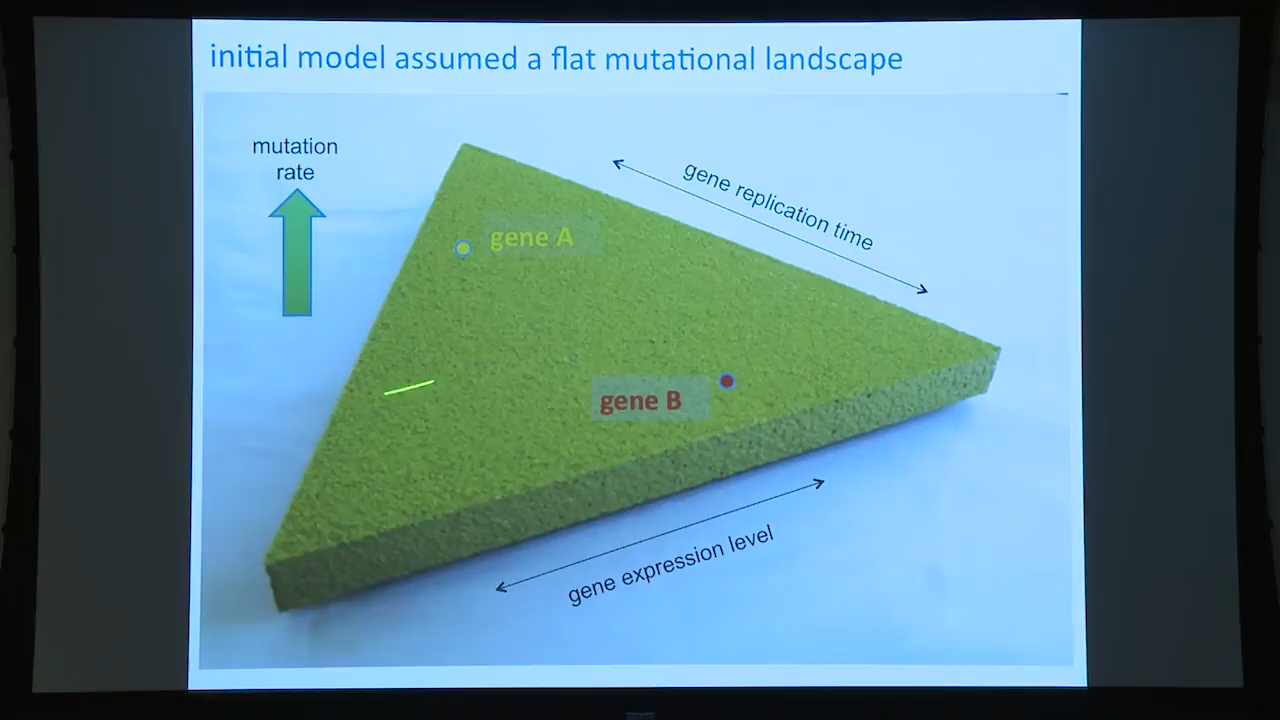 initial model assumed a flat mutational landscape
mutation
rate
gene replication time
gene A
gene B
gene expression level